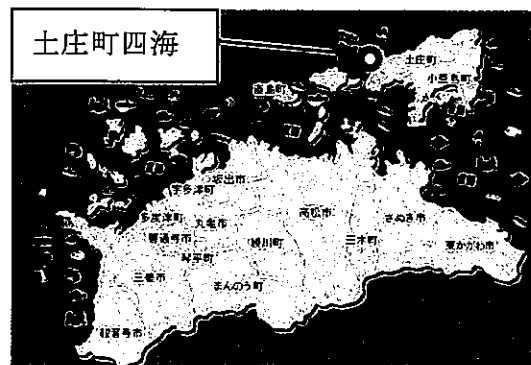 土庄町四海
土庄町
小豆島町
直島町
坂出市
宇多津町
多度津町
丸亀市
善通寺市
琴平町
綾川町
高松市
三木町
さぬき市
東かがわ市
三豊市
まんのう町
観音寺市